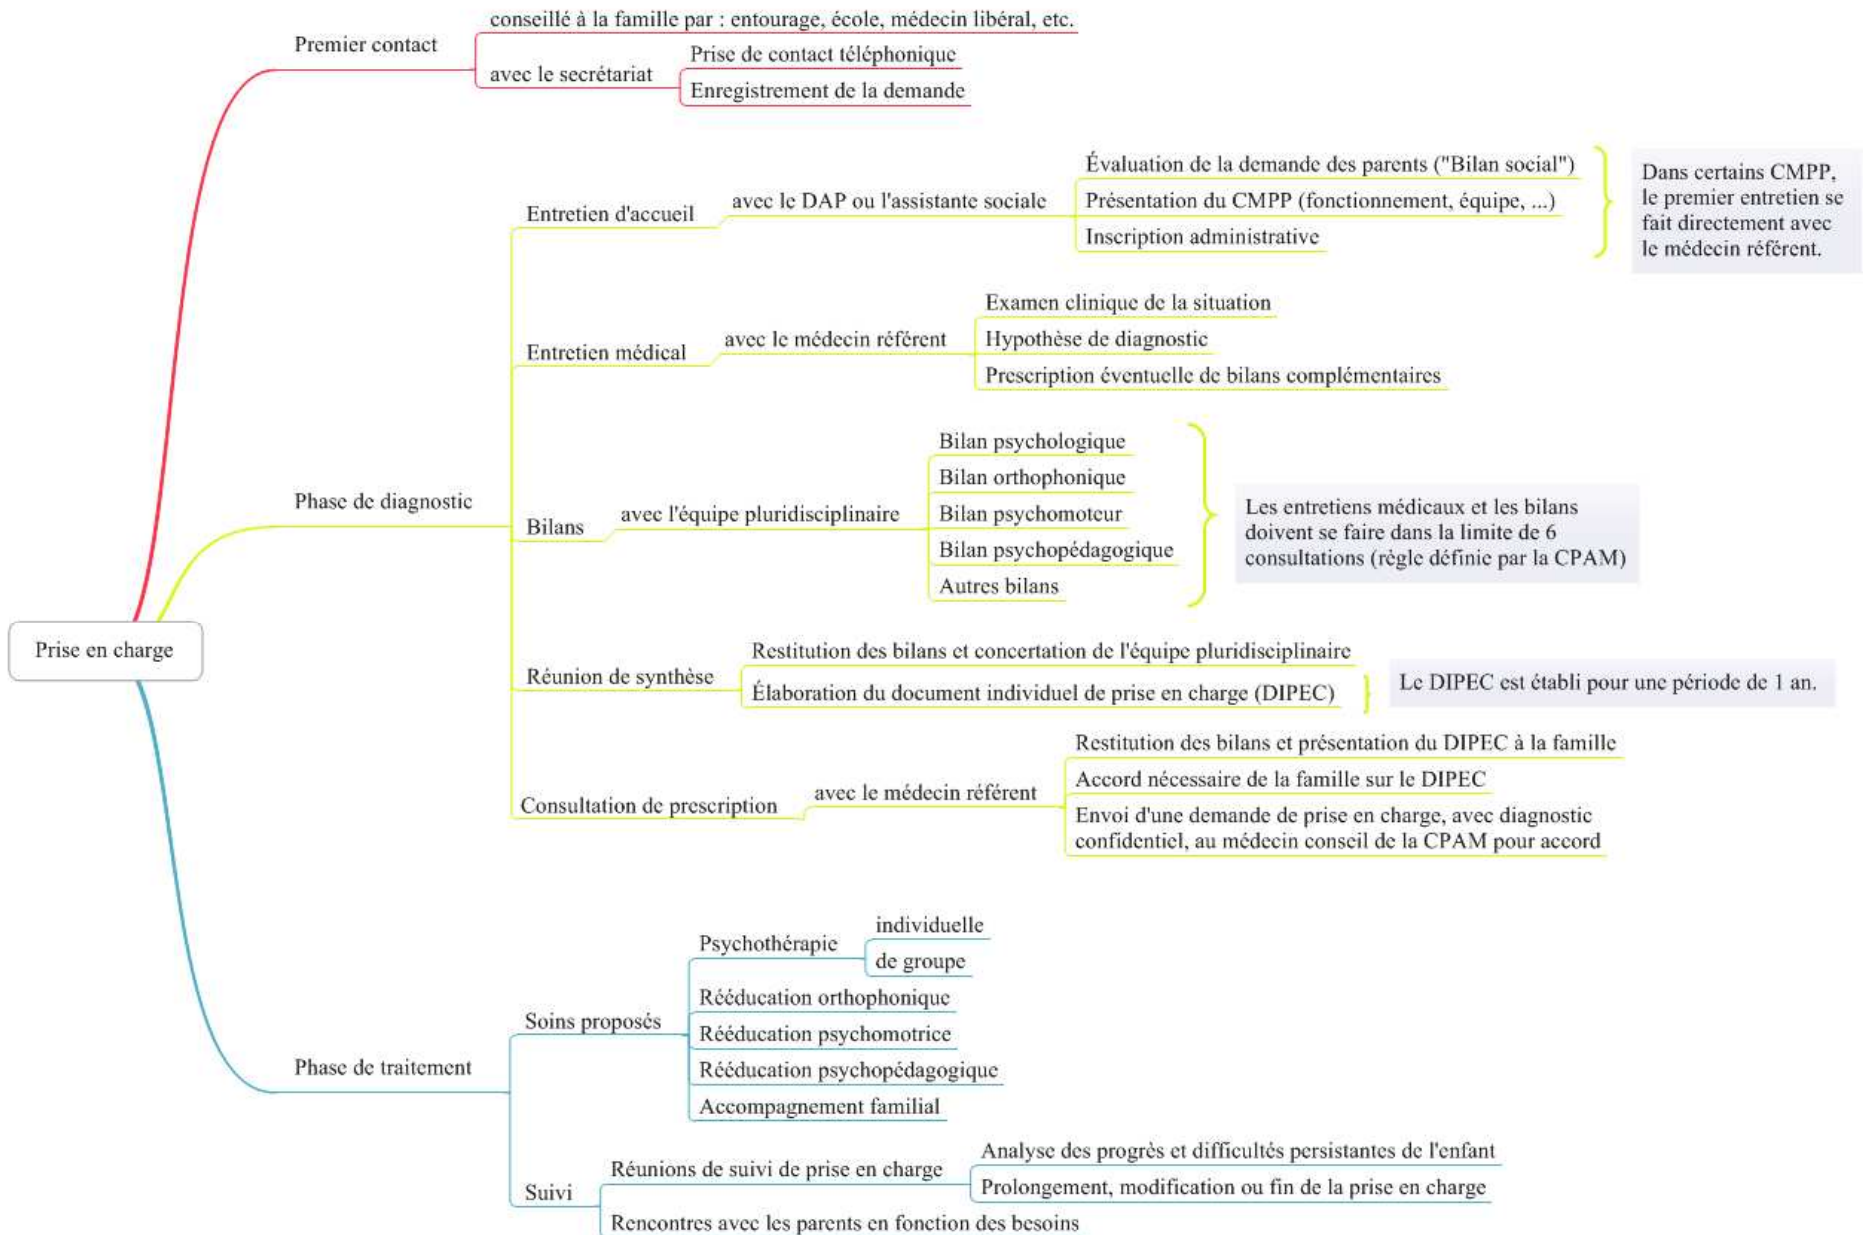 Prise en charge
Premier contact
conseillé à la famille par : entourage, école, médecin libéral, etc.
avec le secrétariat
Prise de contact téléphonique
Enregistrement de la demande
Phase de diagnostic
Entretien d'accueil
avec le DAP ou l'assistante sociale
Évaluation de la demande des parents ("Bilan social")
Présentation du CMPP (fonctionnement, équipe, ...)
Inscription administrative
Dans certains CMPP,
le premier entretien se
fait directement avec
le médecin référent.
Entretien médical
avec le médecin référent
Examen clinique de la situation
Hypothèse de diagnostic
Prescription éventuelle de bilans complémentaires
Bilans
avec l'équipe pluridisciplinaire
Bilan psychologique
Bilan orthophonique
Bilan psychomoteur
Bilan psychopédagogique
Autres bilans
Les entretiens médicaux et les bilans
doivent se faire dans la limite de 6
consultations (règle définie par la CPAM)
Réunion de synthèse
Restitution des bilans et concertation de l'équipe pluridisciplinaire
Élaboration du document individuel de prise en charge (DIPEC)
Le DIPEC est établi pour une période de 1 an.
Consultation de prescription
avec le médecin référent
Restitution des bilans et présentation du DIPEC à la famille
Accord nécessaire de la famille sur le DIPEC
Envoi d'une demande de prise en charge, avec diagnostic
confidentiel, au médecin conseil de la CPAM pour accord
Phase de traitement
Soins proposés
Psychothérapie
individuelle
de groupe
Rééducation orthophonique
Rééducation psychomotrice
Rééducation psychopédagogique
Accompagnement familial
Suivi
Réunions de suivi de prise en charge
Analyse des progrès et difficultés persistantes de l'enfant
Prolongement, modification ou fin de la prise en charge
Rencontres avec les parents en fonction des besoins